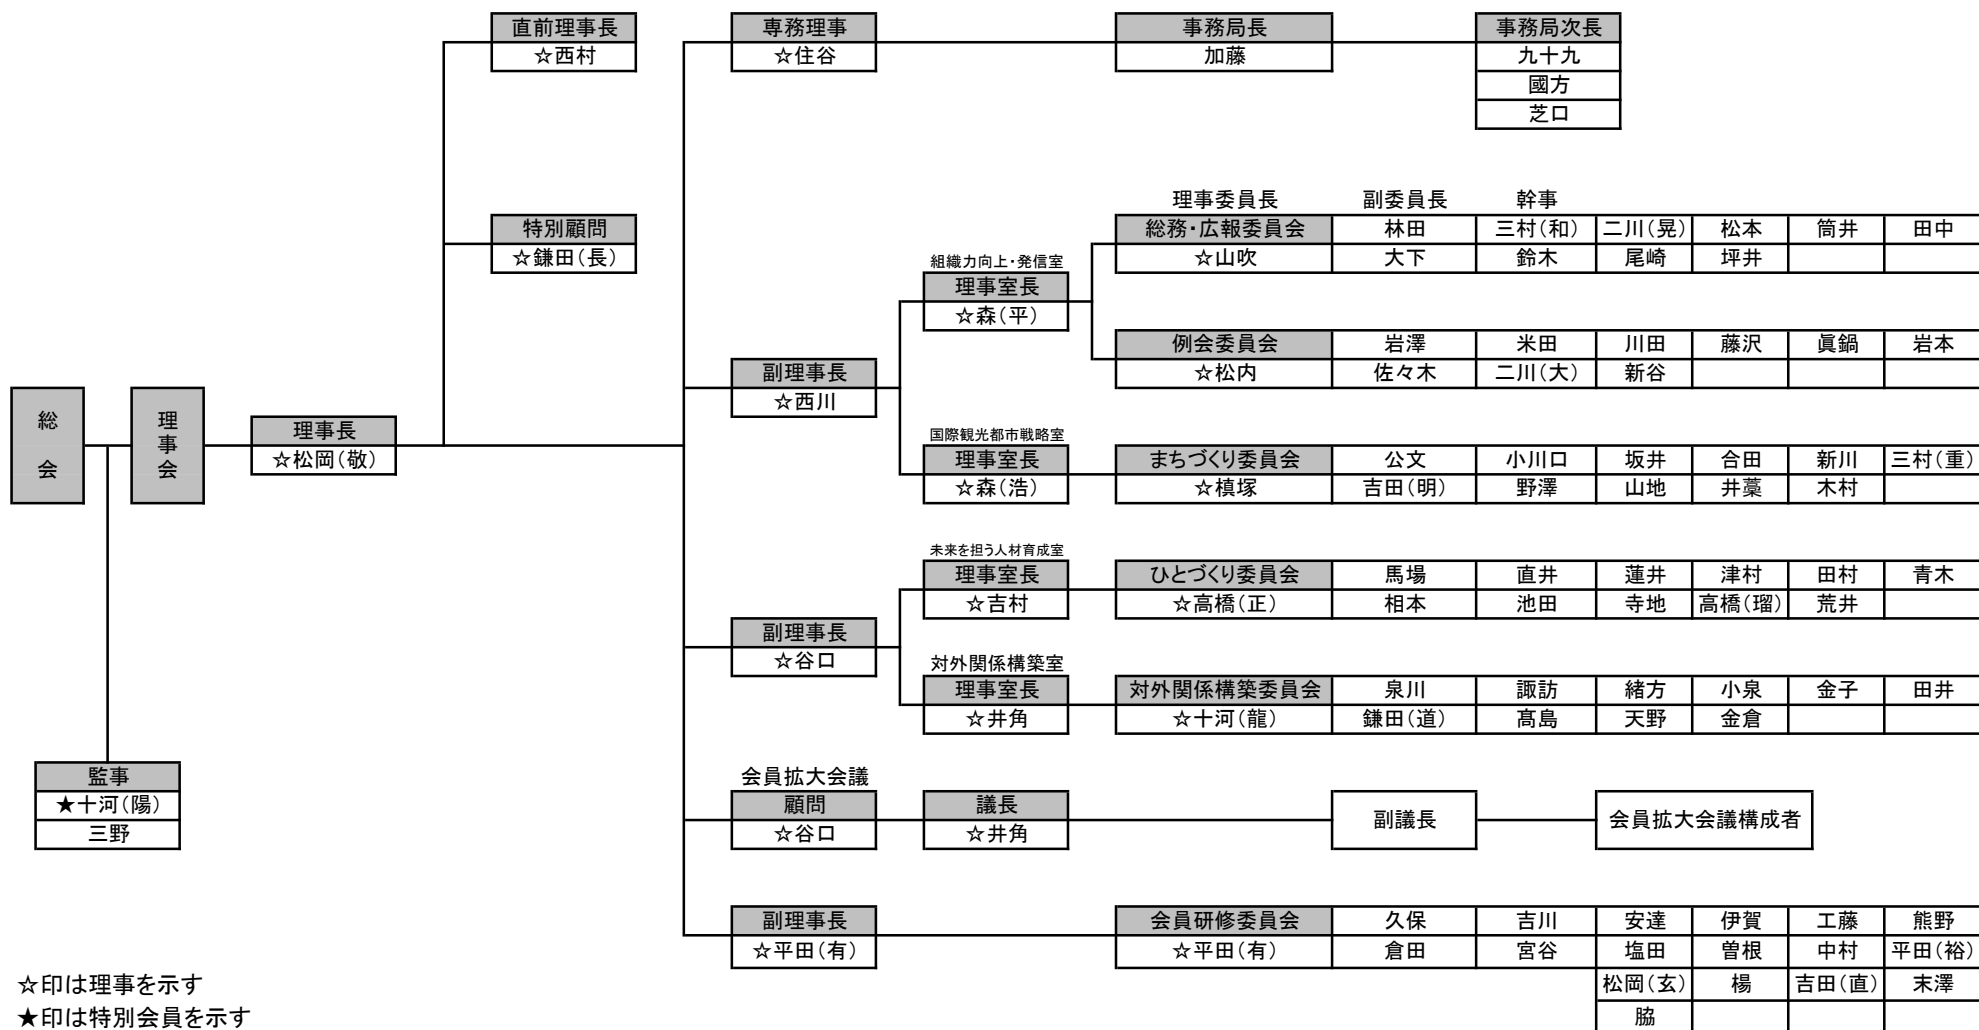 直前理事長 専務理事 事務局長 事務局次長
☆西村 ☆住谷 加藤 九十九
國方
芝口
理事委員長 副委員長 幹事
特別顧問 総務・広報委員会 林田 三村(和) 二川(晃) 松本 筒井 田中
☆鎌田(長) ☆山吹 大下 鈴木 尾崎 坪井
組織力向上・発信室
理事室長
☆森(平)
例会委員会 岩澤 米田 川田 藤沢 眞鍋 岩本
副理事長 ☆松内 佐々木 二川(大) 新谷
☆西川
総会 理事会 理事長 国際観光都市戦略室
☆松岡(敬) 理事室長 まちづくり委員会 公文 小川口 坂井 合田 新川 三村(重)
☆森(浩) ☆槙塚 吉田(明) 野澤 山地 井藁 木村
未来を担う人材育成室
理事室長 ひとづくり委員会 馬場 直井 蓮井 津村 田村 青木
☆吉村 ☆高橋(正) 相本 池田 寺地 高橋(瑠) 荒井
副理事長
☆谷口 対外関係構築室
理事室長 対外関係構築委員会 泉川 諏訪 緒方 小泉 金子 田井
☆井角 ☆十河(龍) 鎌田(道) 髙島 天野 金倉
監事 会員拡大会議
★十河(陽) 顧問 議長 副議長 会員拡大会議構成者
三野 ☆谷口 ☆井角
副理事長 会員研修委員会 久保 吉川 安達 伊賀 工藤 熊野
☆平田(有) ☆平田(有) 倉田 宮谷 塩田 曽根 中村 平田(裕)
☆印は理事を示す 松岡(玄) 楊 吉田(直) 末澤
★印は特別会員を示す 脇